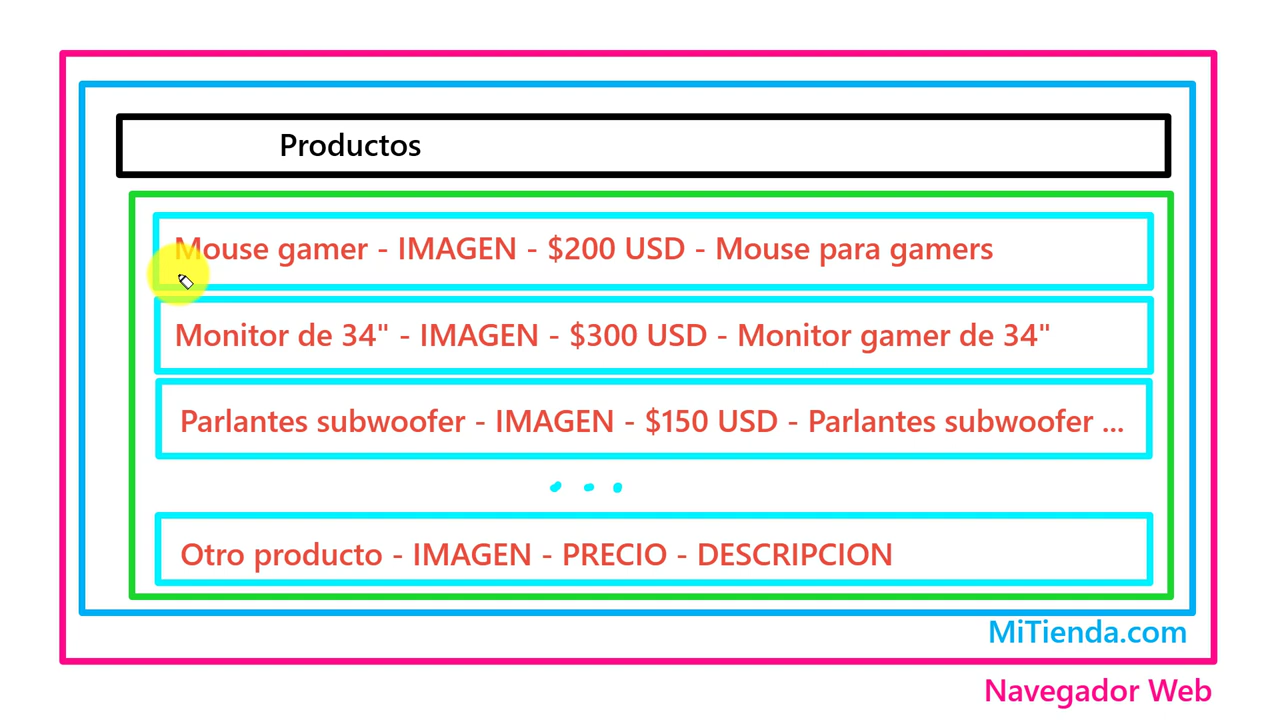 Productos
Mouse gamer - IMAGEN - $200 USD - Mouse para gamers
Monitor de 34" - IMAGEN - $300 USD - Monitor gamer de 34"
Parlantes subwoofer - IMAGEN - $150 USD - Parlantes subwoofer ...
...
Otro producto - IMAGEN - PRECIO - DESCRIPCION
MiTienda.com
Navegador Web